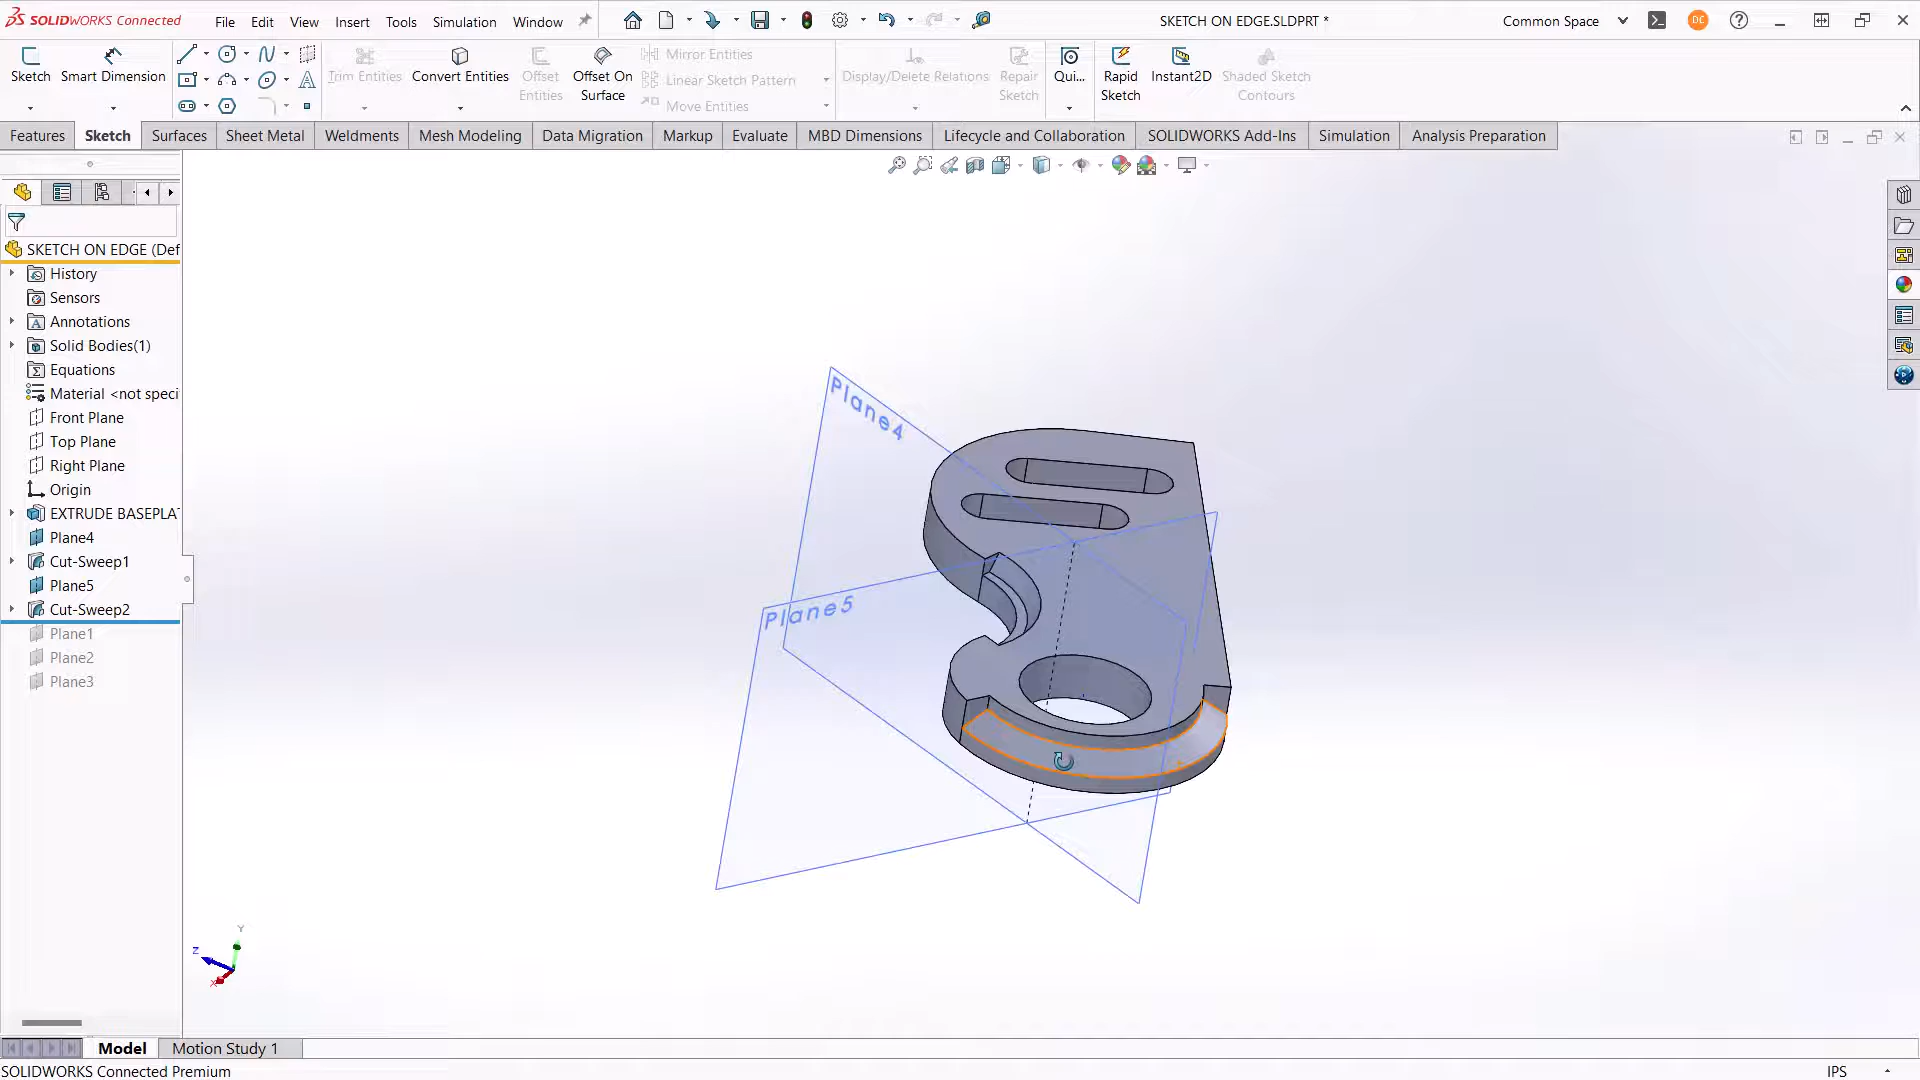 SOLIDWORKS Connected
File Edit View Insert Tools Simulation Window
SKETCH ON EDGE.SLDPRT *
Common Space
DC
Sketch
Smart Dimension
Trim Entities
Convert Entities
Offset Entities
Offset On Surface
Mirror Entities
Linear Sketch Pattern
Move Entities
Display/Delete Relations
Repair Sketch
Qui...
Rapid Sketch
Instant2D
Shaded Sketch Contours
Features Sketch Surfaces Sheet Metal Weldments Mesh Modeling Data Migration Markup Evaluate MBD Dimensions Lifecycle and Collaboration SOLIDWORKS Add-Ins Simulation Analysis Preparation
SKETCH ON EDGE (Def
History
Sensors
Annotations
Solid Bodies(1)
Equations
Material <not speci
Front Plane
Top Plane
Right Plane
Origin
EXTRUDE BASEPLA
Plane4
Cut-Sweep1
Plane5
Cut-Sweep2
Plane1
Plane2
Plane3
Plane4
Plane5
Y
Z
X
Model
Motion Study 1
SOLIDWORKS Connected Premium
IPS